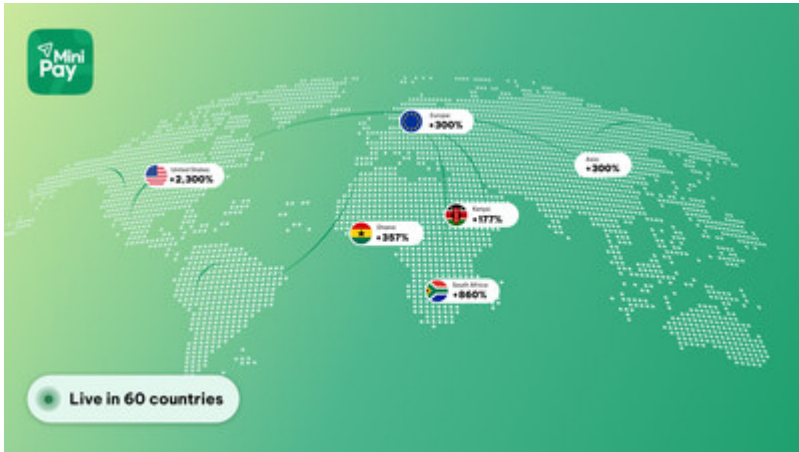 Mini
Pay
Europe
+300%
United States
+2,300%
Asia
+300%
Kenya
+177%
Ghana
+357%
South Africa
+860%
Live in 60 countries